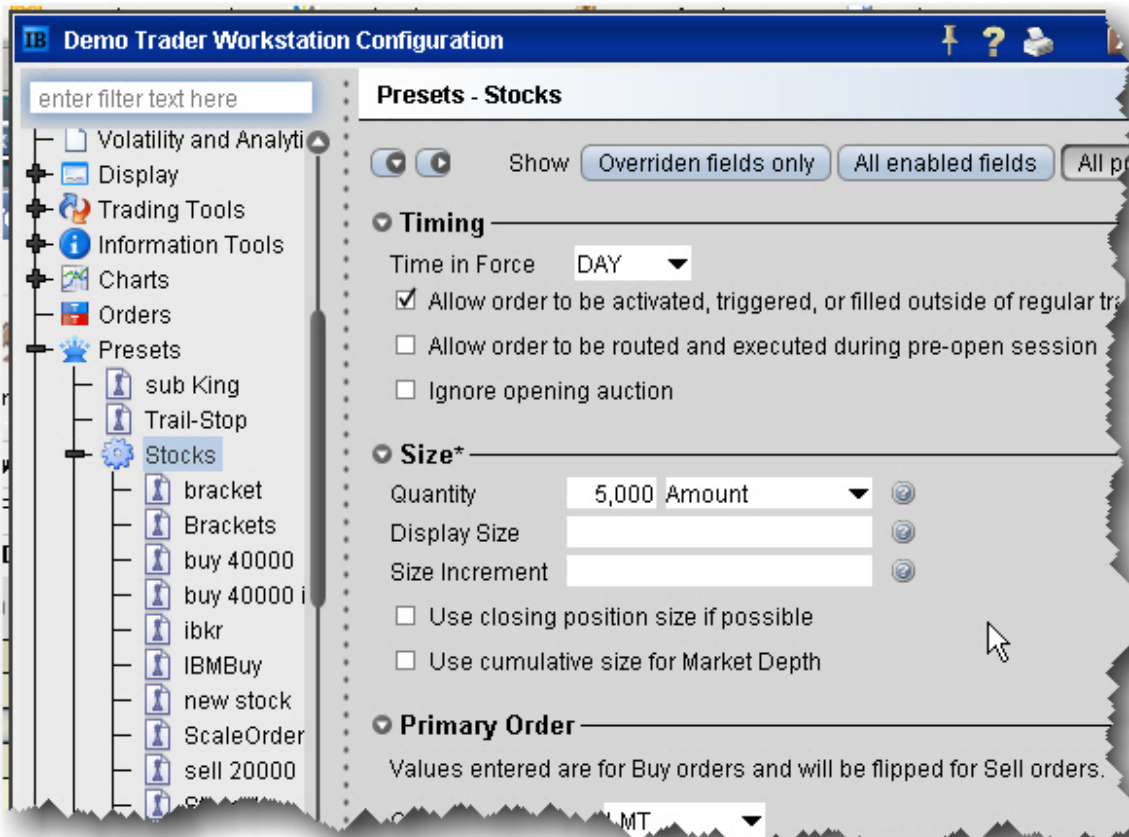 IB Demo Trader Workstation Configuration
enter filter text here
Volatility and Analyti
Display
Trading Tools
Information Tools
Charts
Orders
Presets
sub King
Trail-Stop
Stocks
bracket
Brackets
buy 40000
buy 40000 i
ibkr
IBMBuy
new stock
ScaleOrder
sell 20000
Presets - Stocks
Show Overriden fields only All enabled fields All po
Timing
Time in Force DAY
Allow order to be activated, triggered, or filled outside of regular tra
Allow order to be routed and executed during pre-open session
Ignore opening auction
Size*
Quantity 5,000 Amount
Display Size
Size Increment
Use closing position size if possible
Use cumulative size for Market Depth
Primary Order
Values entered are for Buy orders and will be flipped for Sell orders.
LMT